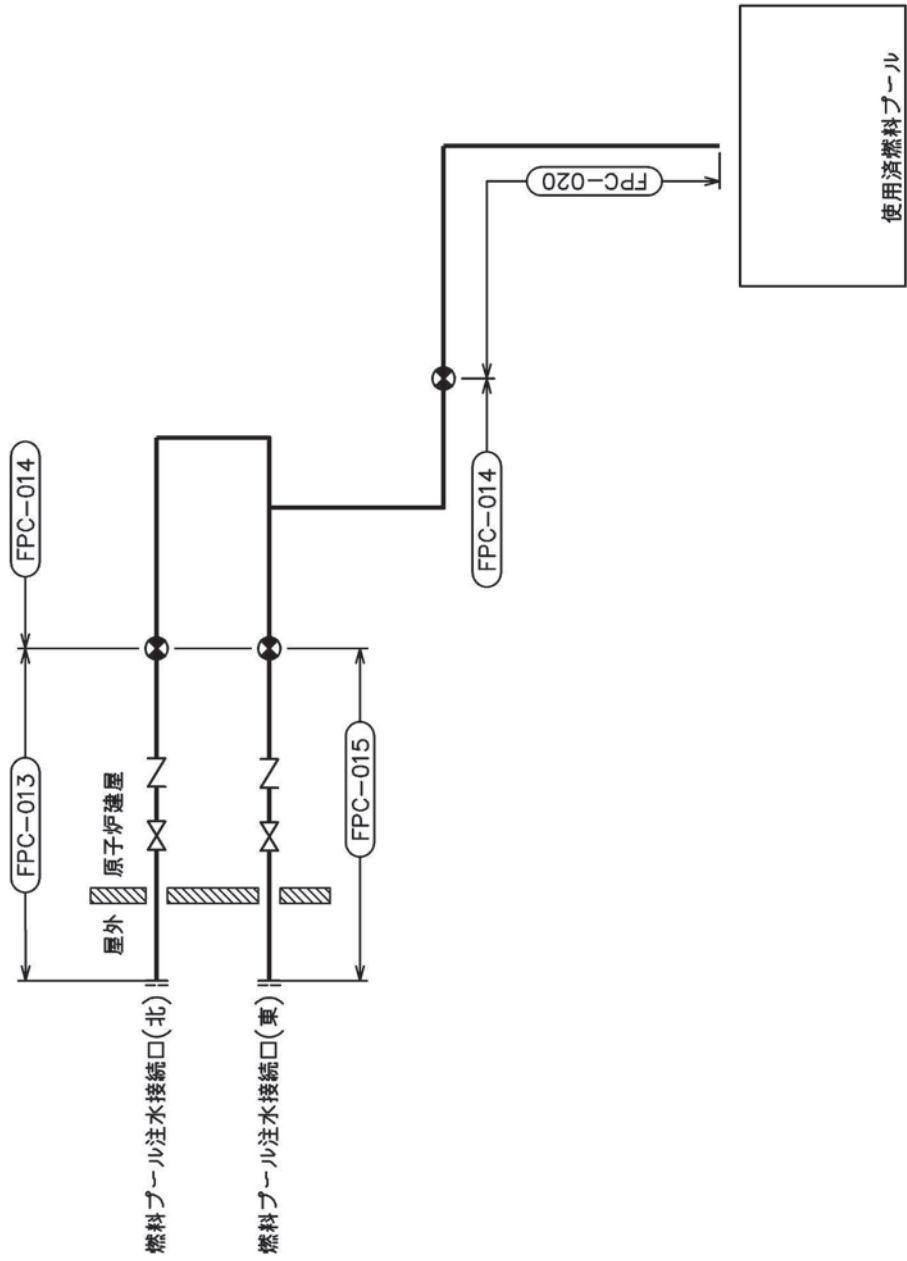 FPC-013
FPC-014
屋外
原子炉建屋
燃料プール注水接続口(北)
燃料プール注水接続口(東)
FPC-015
FPC-014
FPC-020
使用済燃料プール